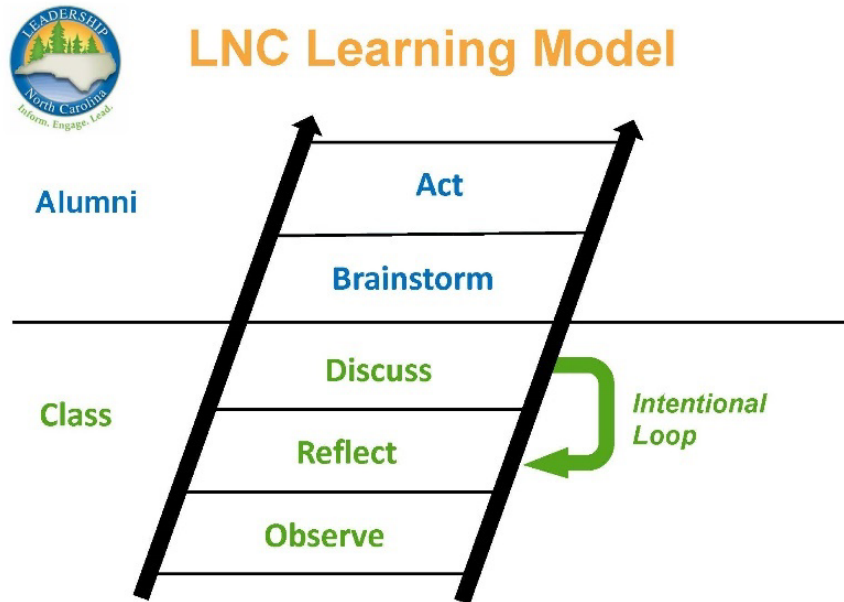 LEADERSHIP
North Carolina
Inform. Engage. Lead.
LNC Learning Model
Alumni
Act
Brainstorm
Class
Discuss
Reflect
Observe
Intentional
Loop